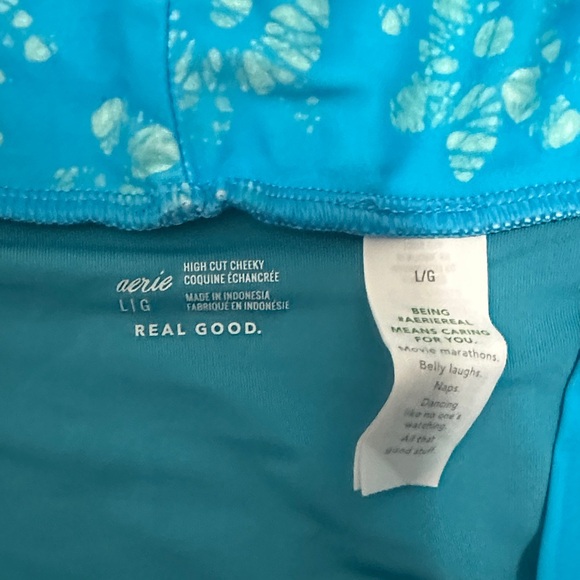 aerie
HIGH CUT CHEEKY
COQUINE ÉCHANCRÉE
L|G
MADE IN INDONESIA
FABRIQUÉ EN INDONÉSIE
REAL GOOD.
L/G
BEING
#AERIEREAL
MEANS CARING
FOR YOU.
Movie marathons.
Belly laughs.
Naps.
Dancing
like no one's
watching.
All that
good stuff.